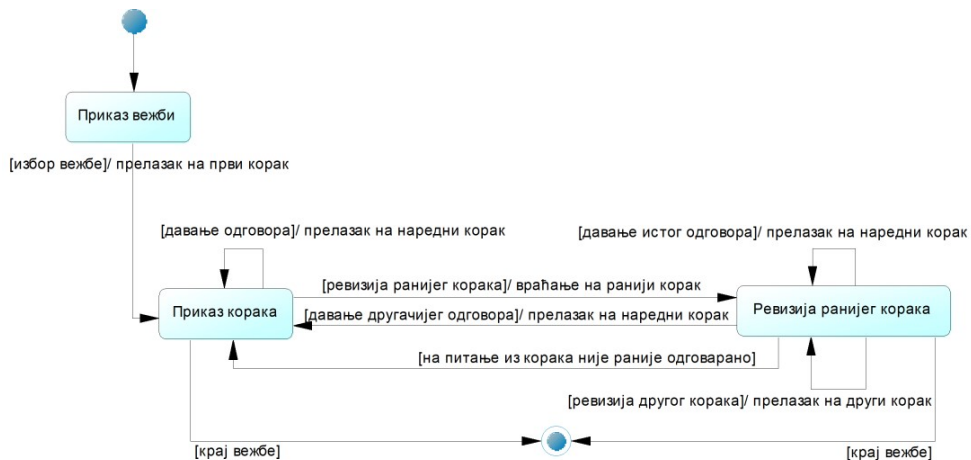 Приказ вежби
[избор вежбе]/ прелазак на први корак
[давање одговора]/ прелазак на наредни корак
[давање истог одговора]/ прелазак на наредни корак
[ревизија ранијег корака]/ враћање на ранији корак
Приказ корака
Ревизија ранијег корака
[давање другачијег одговора]/ прелазак на наредни корак
[на питање из корака није раније одговарано]
[ревизија другог корака]/ прелазак на други корак
[крај вежбе]
[крај вежбе]